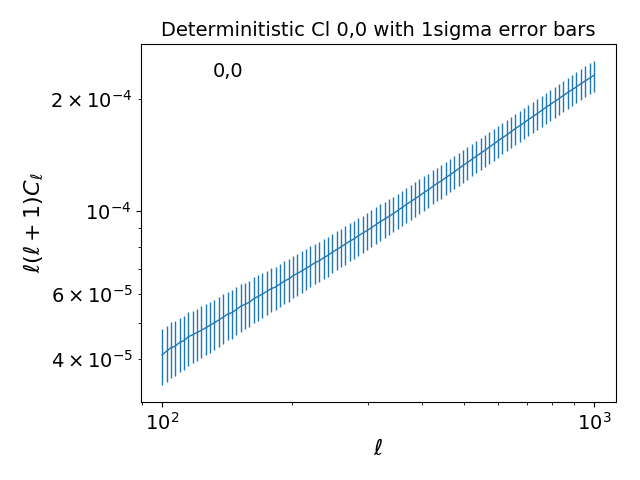 Determinitistic Cl 0,0 with 1sigma error bars
0,0
2 × 10⁻⁴
10⁻⁴
6 × 10⁻⁵
4 × 10⁻⁵
ℓ(ℓ + 1)Cℓ
10² 10³
ℓ